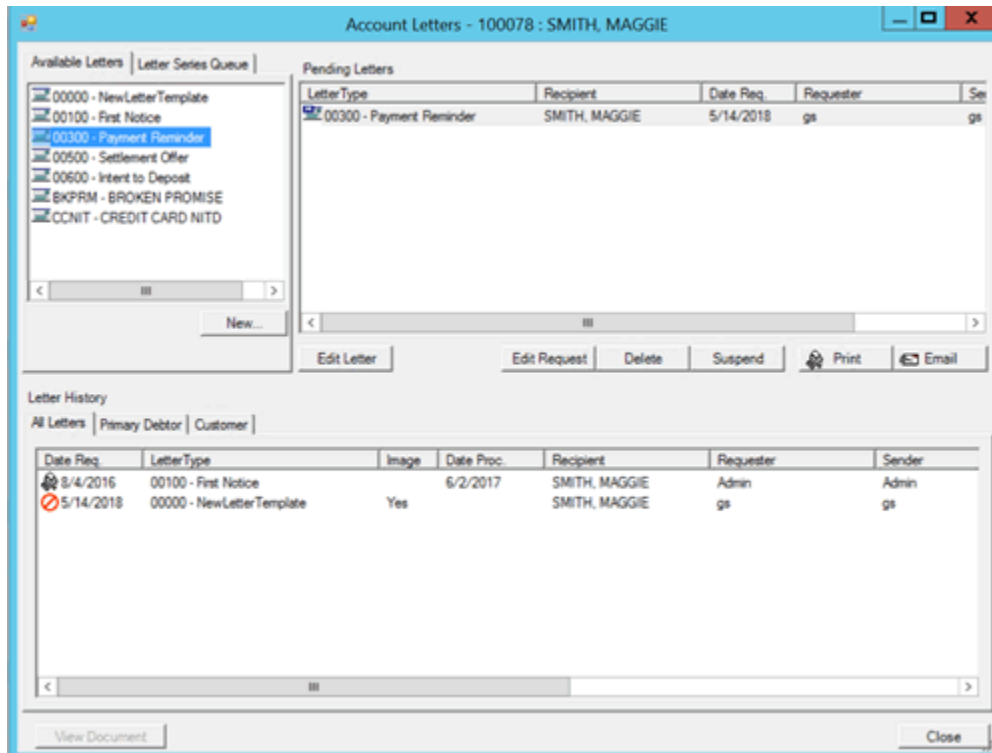 Account Letters - 100078 : SMITH, MAGGIE
Available Letters Letter Series Queue
00000 - NewLetterTemplate
00100 - First Notice
00300 - Payment Reminder
00500 - Settlement Offer
00600 - Intent to Deposit
BKPRM - BROKEN PROMISE
CCNIT - CREDIT CARD NITD
New...
Pending Letters
LetterType Recipient Date Req. Requester Se
00300 - Payment Reminder SMITH, MAGGIE 5/14/2018 gs gs
Edit Letter Edit Request Delete Suspend Print Email
Letter History
All Letters Primary Debtor Customer
Date Req. LetterType Image Date Proc. Recipient Requester Sender
8/4/2016 00100 - First Notice 6/2/2017 SMITH, MAGGIE Admin Admin
5/14/2018 00000 - NewLetterTemplate Yes SMITH, MAGGIE gs gs
View Document Close